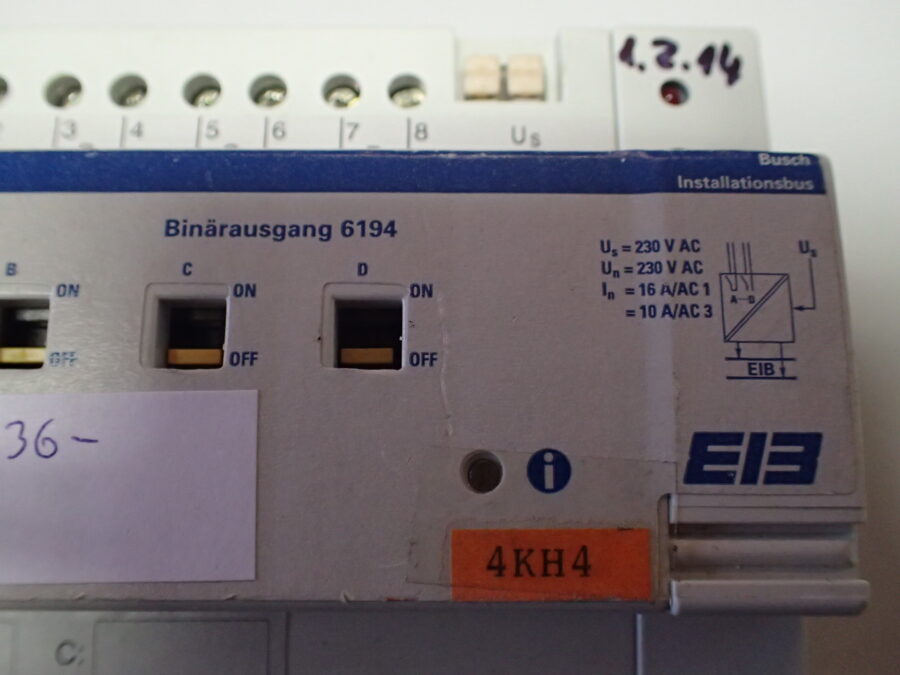 1.2.14
3 4 5 6 7 8 Us
Busch
Installationsbus
Binärausgang 6194
B C D
ON ON ON
OFF OFF OFF
Us = 230 V AC
Un = 230 V AC
In = 16 A/AC 1
= 10 A/AC 3
Us
A--D
EIB
36-
i
EIB
4KH4
C: